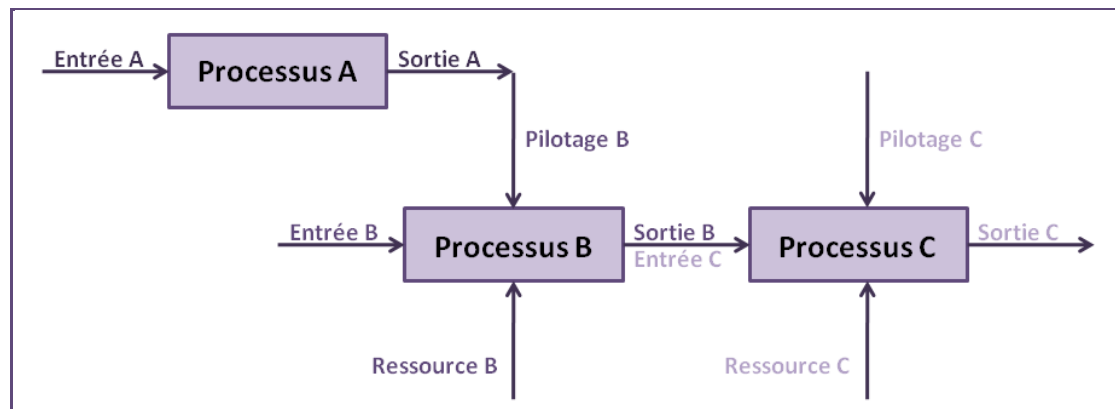 Entrée A
Processus A
Sortie A
Pilotage B
Pilotage C
Entrée B
Processus B
Sortie B
Entrée C
Processus C
Sortie C
Ressource B
Ressource C